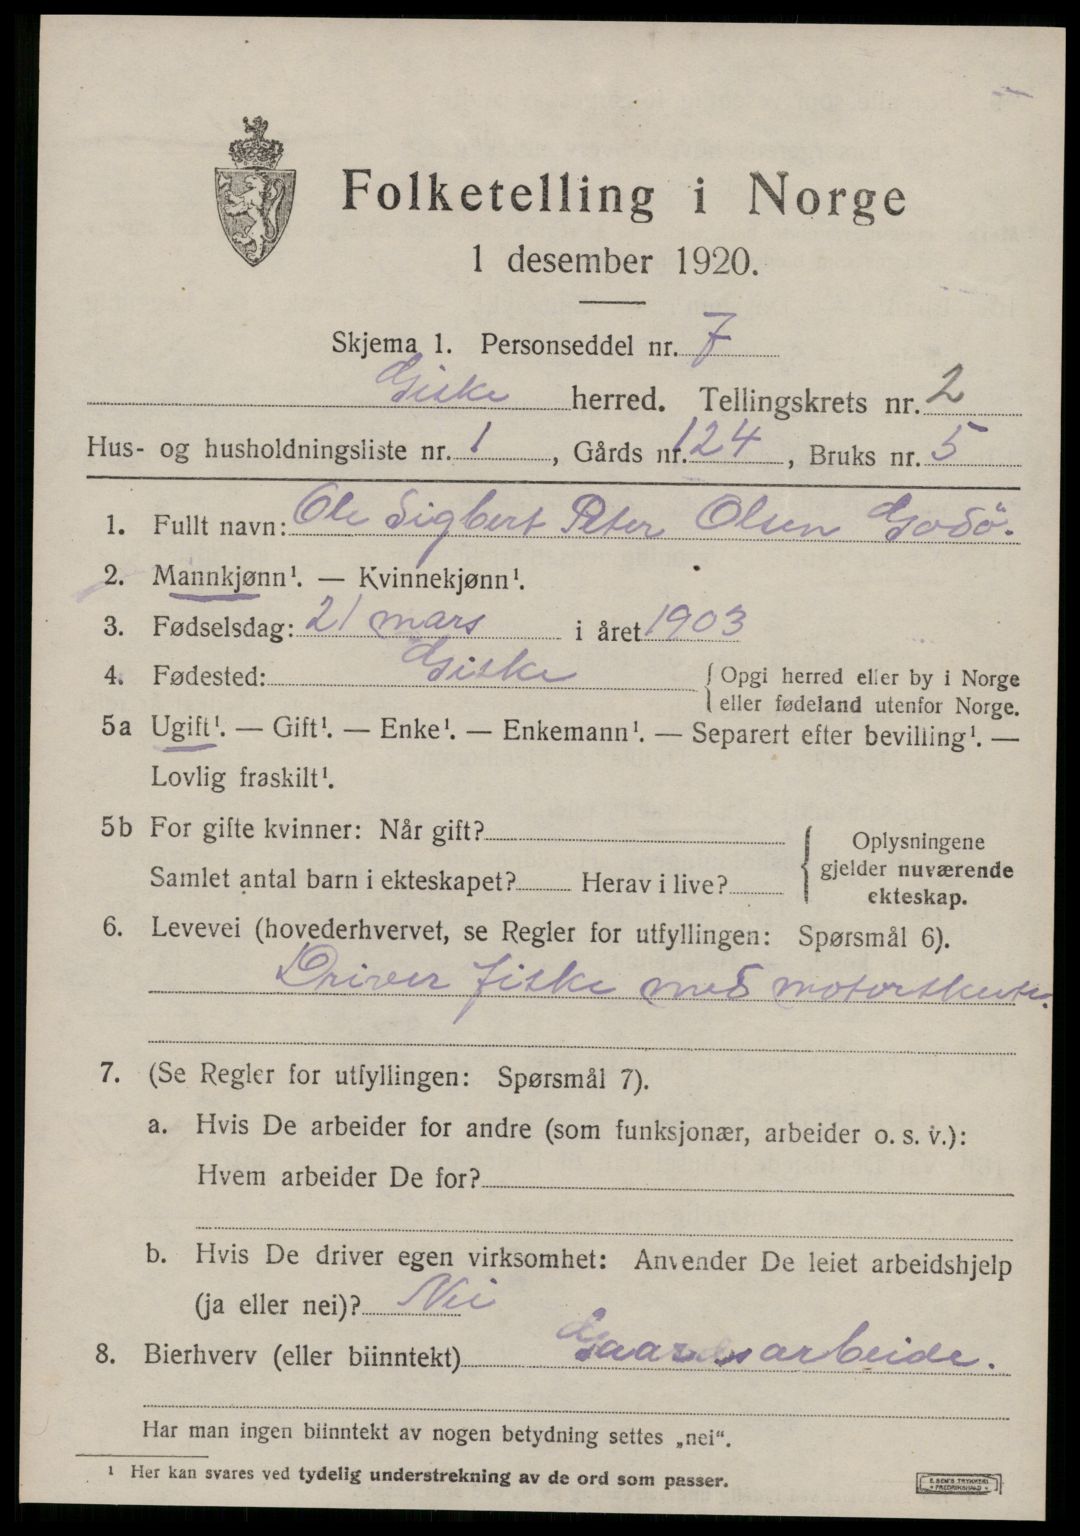 Folketelling i Norge
1 desember 1920.
Skjema 1. Personseddel nr. 7
Giske herred. Tellingskrets nr. 2
Hus- og husholdningsliste nr. 1, Gårds nr. 124, Bruks nr. 5
1. Fullt navn: Ole Sigbert Peter Olsen Godö.
2. Mannkjønn¹. — Kvinnekjønn¹.
3. Fødselsdag: 21 mars i året 1903
4. Fødested: Giske { Opgi herred eller by i Norge
eller fødeland utenfor Norge.
5a Ugift¹. — Gift¹. — Enke¹. — Enkemann¹. — Separert efter bevilling¹. —
Lovlig fraskilt¹.
5b For gifte kvinner: Når gift? { Oplysningene
gjelder nuværende
ekteskap.
Samlet antal barn i ekteskapet? Herav i live?
6. Levevei (hovederhvervet, se Regler for utfyllingen: Spørsmål 6).
Driver fiske med motorskute.
7. (Se Regler for utfyllingen: Spørsmål 7).
a. Hvis De arbeider for andre (som funksjonær, arbeider o. s. v.):
Hvem arbeider De for?
b. Hvis De driver egen virksomhet: Anvender De leiet arbeidshjelp
(ja eller nei)? Nei
8. Bierhverv (eller biinntekt) Gaardsarbeide.
Har man ingen biinntekt av nogen betydning settes „nei".
¹ Her kan svares ved tydelig understrekning av de ord som passer.
E. SEM'S TRYKKERI
FREDRIKSHALD